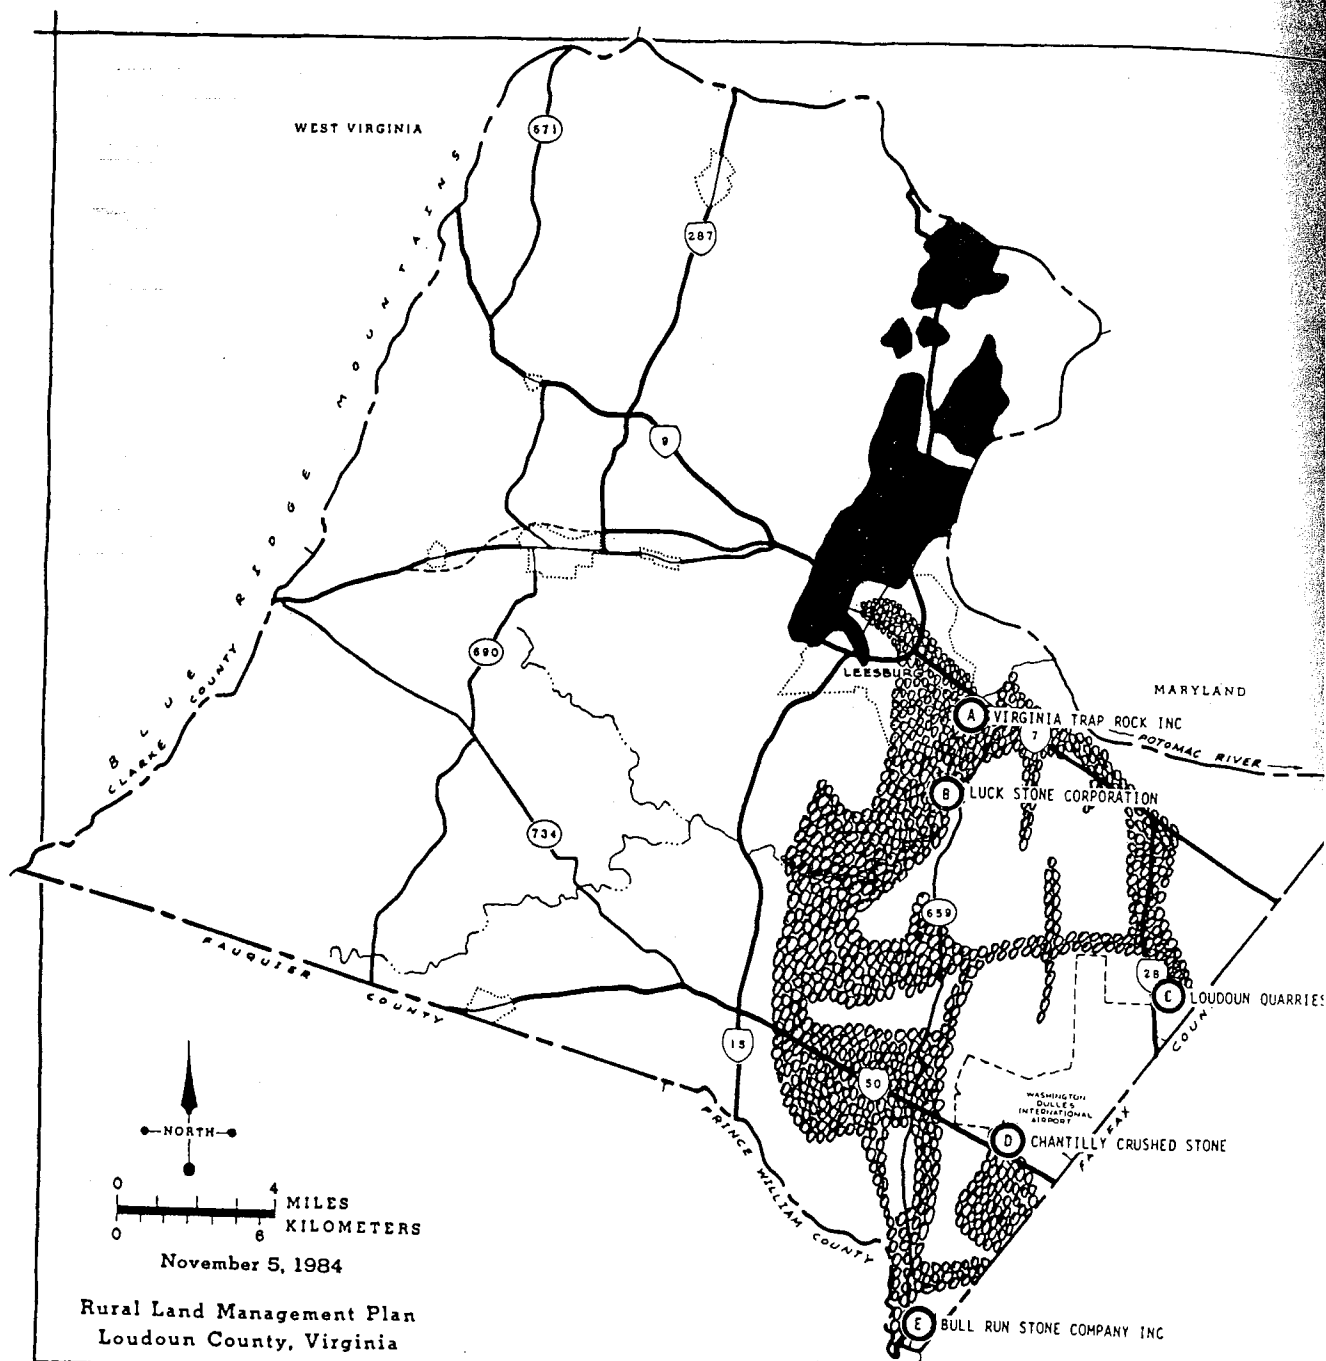 WEST VIRGINIA
671
287
BLUE RIDGE MOUNTAINS
9
CLARKE COUNTY
690
LEESBURG
MARYLAND
A VIRGINIA TRAP ROCK INC
7
POTOMAC RIVER
B LUCK STONE CORPORATION
734
659
FAUQUIER COUNTY
28
C LOUDOUN QUARRIES
15
50
WASHINGTON
DULLES
INTERNATIONAL
AIRPORT
FAIRFAX COUN
D CHANTILLY CRUSHED STONE
PRINCE WILLIAM COUNTY
E BULL RUN STONE COMPANY INC
NORTH
0 4
MILES
KILOMETERS
0 6
November 5, 1984
Rural Land Management Plan
Loudoun County, Virginia